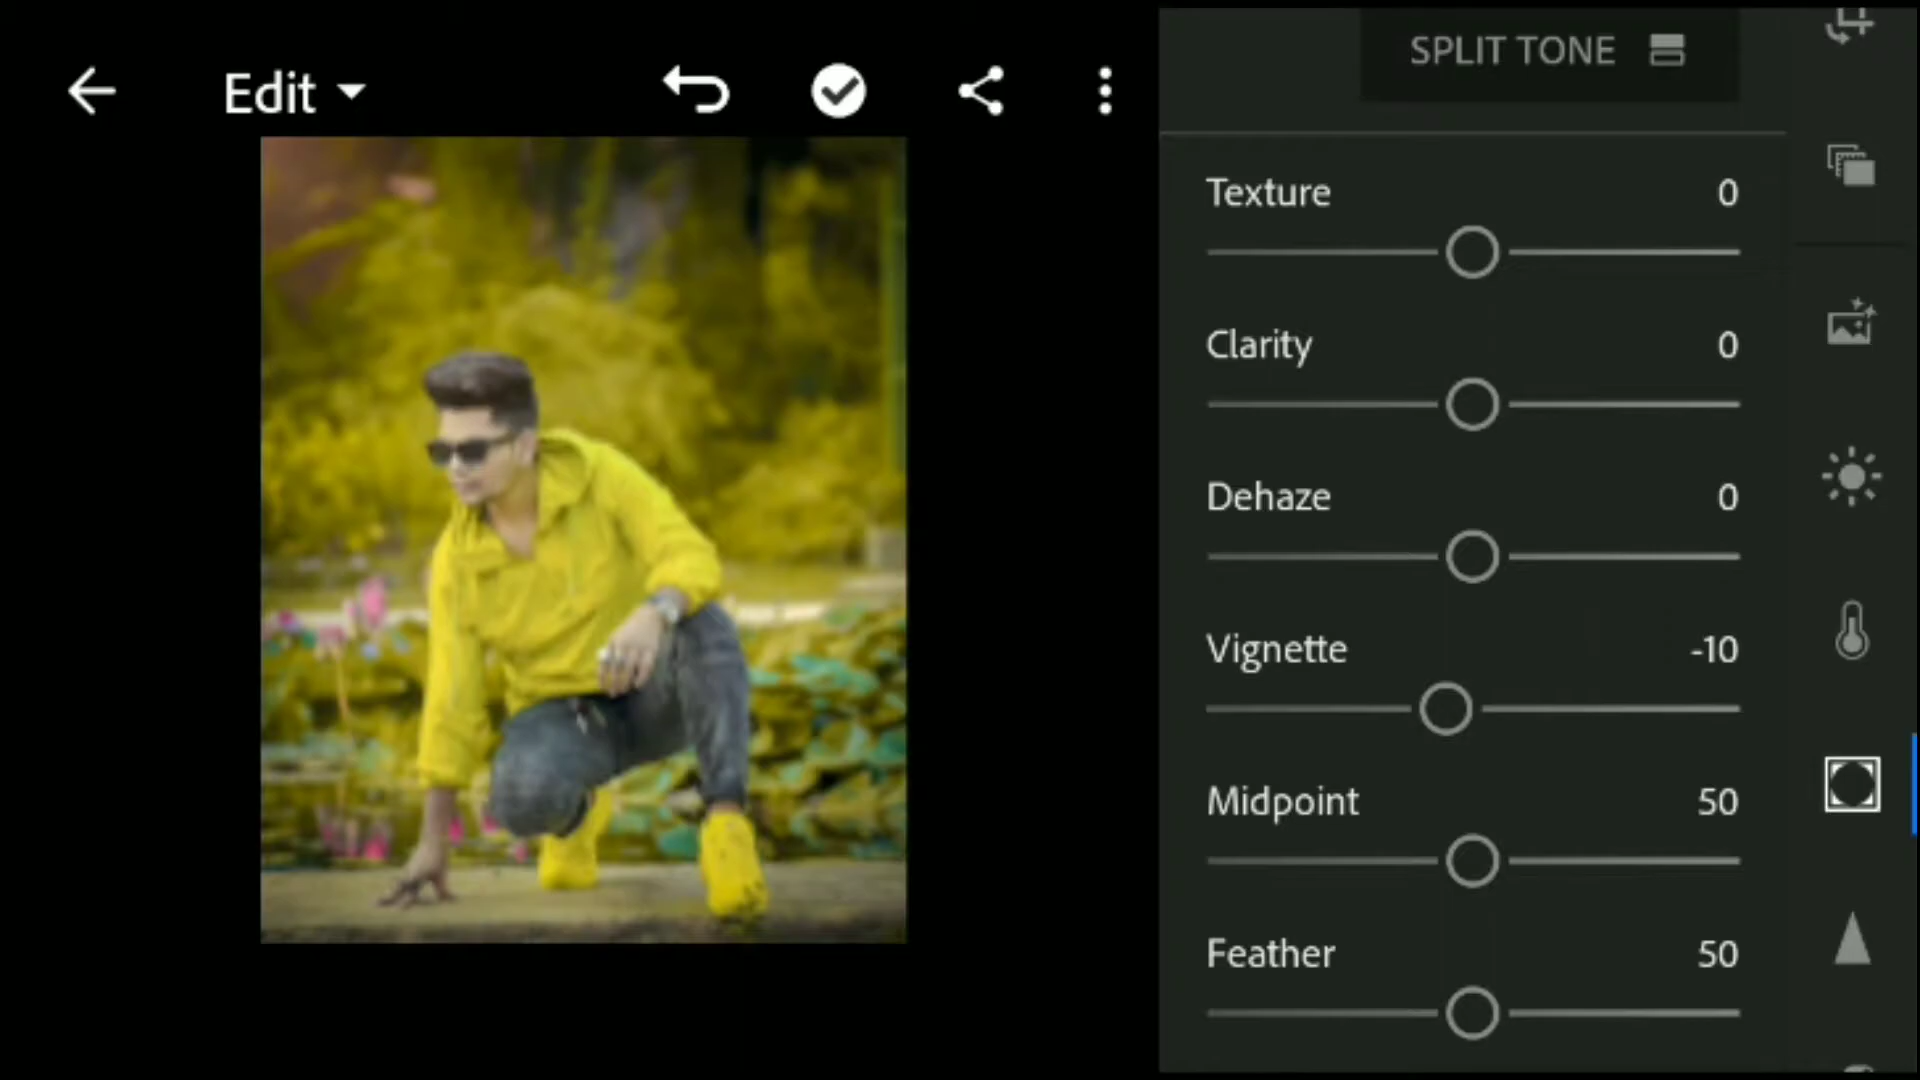 Edit
SPLIT TONE
Texture 0
Clarity 0
Dehaze 0
Vignette -10
Midpoint 50
Feather 50